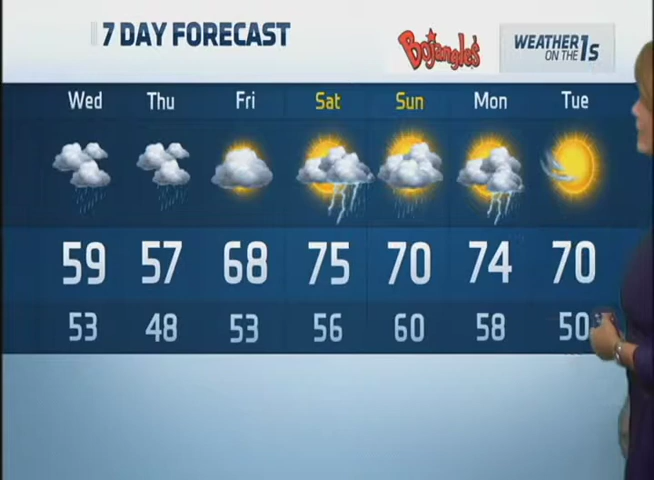 7 DAY FORECAST
Bojangles'
WEATHER
ON THE 1s
Wed Thu Fri Sat Sun Mon Tue
59 57 68 75 70 74 70
53 48 53 56 60 58 50